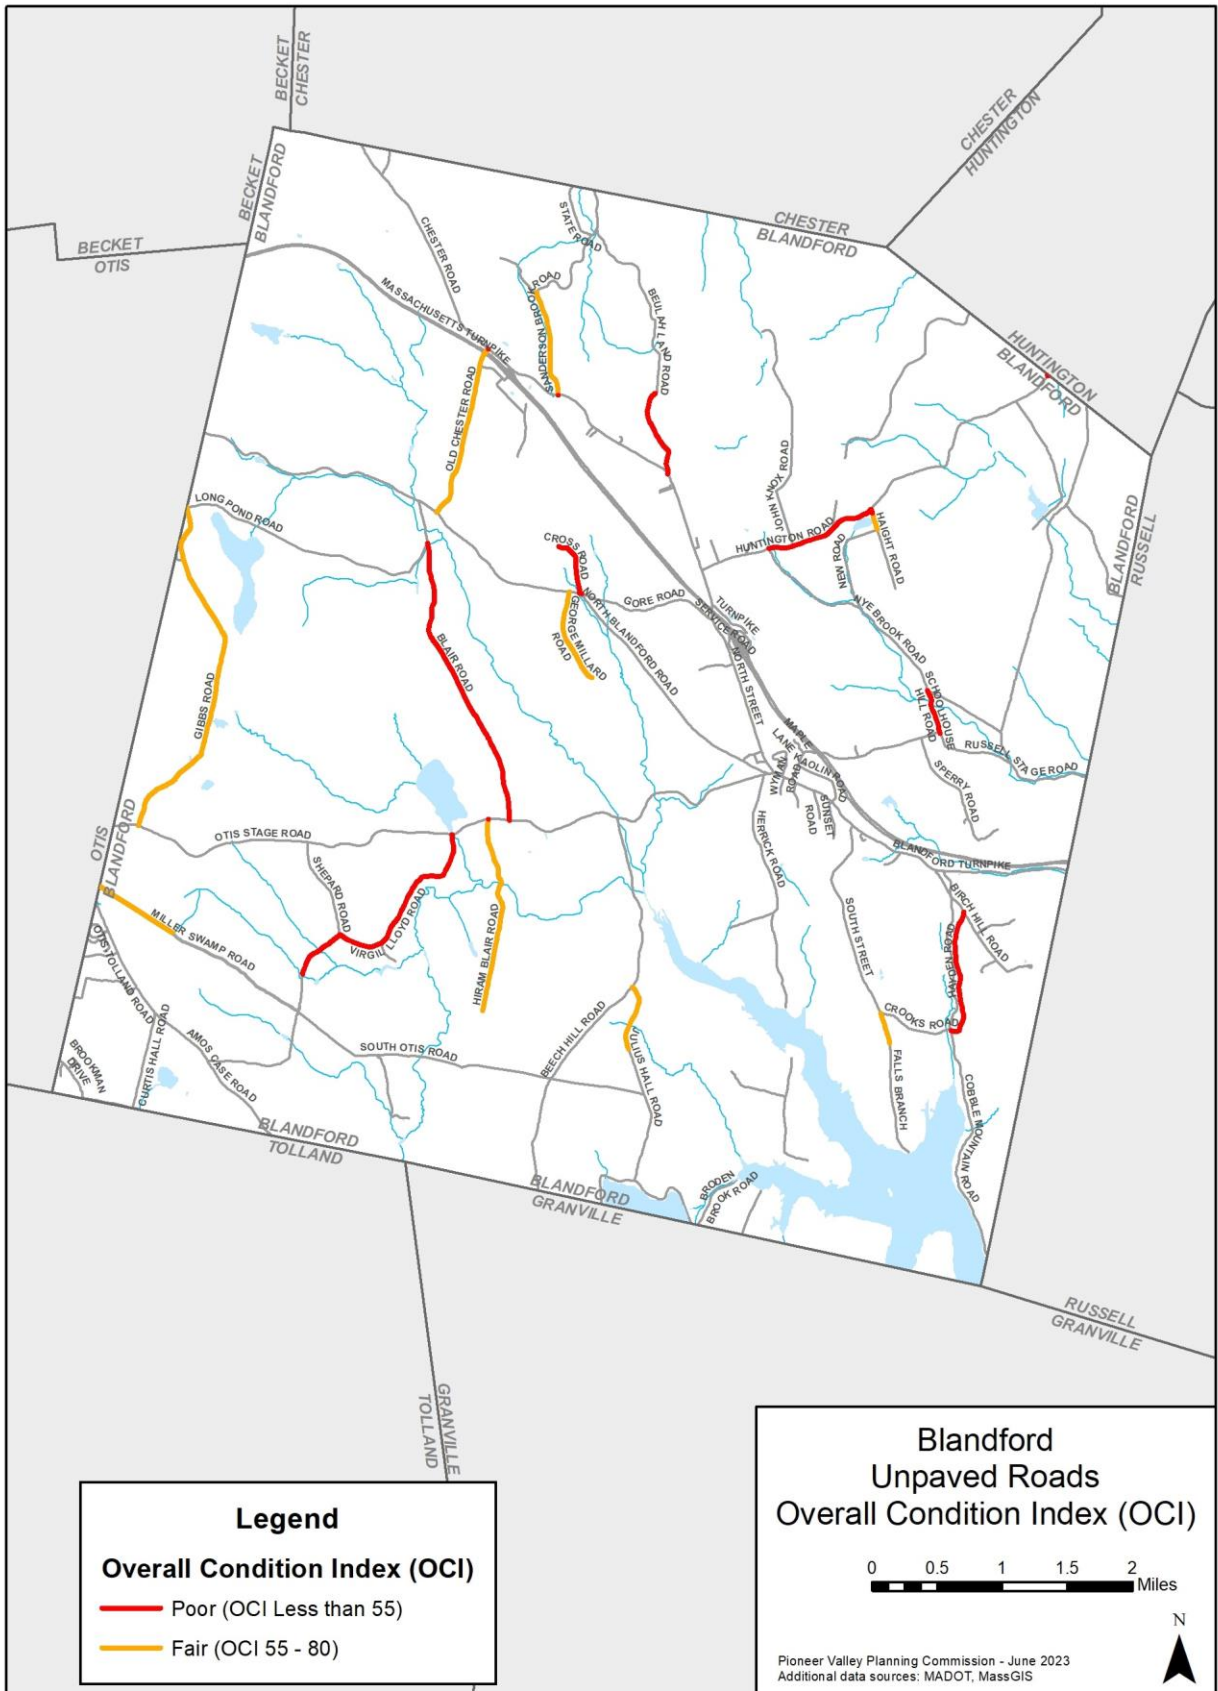 BECKET
CHESTER
CHESTER
HUNTINGTON
BECKET
BLANDFORD
BECKET
OTIS
CHESTER
BLANDFORD
STATE ROAD
CHESTER ROAD
MASSACHUSETTS TURNPIKE
SANDERSON BROOK ROAD
BEULAH LAND ROAD
HUNTINGTON
BLANDFORD
OLD CHESTER ROAD
LONG POND ROAD
JOHN KNOX ROAD
HUNTINGTON ROAD
HAIGHT ROAD
NEW ROAD
BLANDFORD
RUSSELL
CROSS ROAD
GORE ROAD
NORTH BLANDFORD ROAD
GEORGE MILLARD
ROAD
TURNPIKE
SERVICE ROAD
NYE BROOK ROAD
BLAIR ROAD
NORTH STREET
GIBBS ROAD
SCHOOLHOUSE
HILL ROAD
RUSSELL STAGE ROAD
MAPLE
LANE
KAOLIN ROAD
WYMAN
ROAD
SUNSET
ROAD
SPERRY ROAD
OTIS
BLANDFORD
OTIS STAGE ROAD
HERRICK ROAD
BLANDFORD TURNPIKE
SHEPARD ROAD
VIRGIL LLOYD ROAD
HIRAM BLAIR ROAD
SOUTH STREET
BIRCH HILL ROAD
HAYDEN ROAD
MILLER SWAMP ROAD
OTIS TOLLAND ROAD
CROOKS ROAD
BEECH HILL ROAD
JULIUS HALL ROAD
SOUTH OTIS ROAD
AMOS CASE ROAD
CURTIS HALL ROAD
BROOKMAN
DRIVE
FALLS BRANCH
COBBLE MOUNTAIN ROAD
BLANDFORD
TOLLAND
BLANDFORD
GRANVILLE
BRODEN
BROOK ROAD
RUSSELL
GRANVILLE
GRANVILLE
TOLLAND
Blandford
Unpaved Roads
Overall Condition Index (OCI)
0 0.5 1 1.5 2
Miles
N
Pioneer Valley Planning Commission - June 2023
Additional data sources: MADOT, MassGIS
Legend
Overall Condition Index (OCI)
Poor (OCI Less than 55)
Fair (OCI 55 - 80)